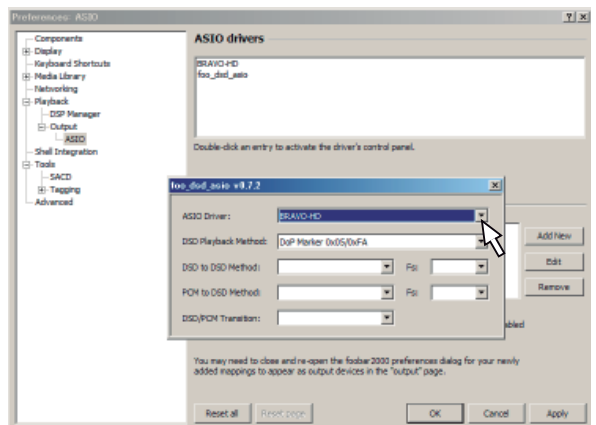 Preferences: ASIO
Components
Display
Keyboard Shortcuts
Media Library
Networking
Playback
DSP Manager
Output
ASIO
Shell Integration
Tools
SACD
Tagging
Advanced
ASIO drivers
BRAVO-HD
foo_dsd_asio
Double-click an entry to activate the driver's control panel.
foo_dsd_asio v0.7.2
ASIO Driver:
BRAVO-HD
DSD Playback Method:
DoP Marker 0x05/0xFA
DSD to DSD Method:
Fs:
PCM to DSD Method:
Fs:
DSD/PCM Transition:
Add New
Edit
Remove
abled
You may need to close and re-open the foobar2000 preferences dialog for your newly
added mappings to appear as output devices in the "output" page.
Reset all
Reset page
OK
Cancel
Apply